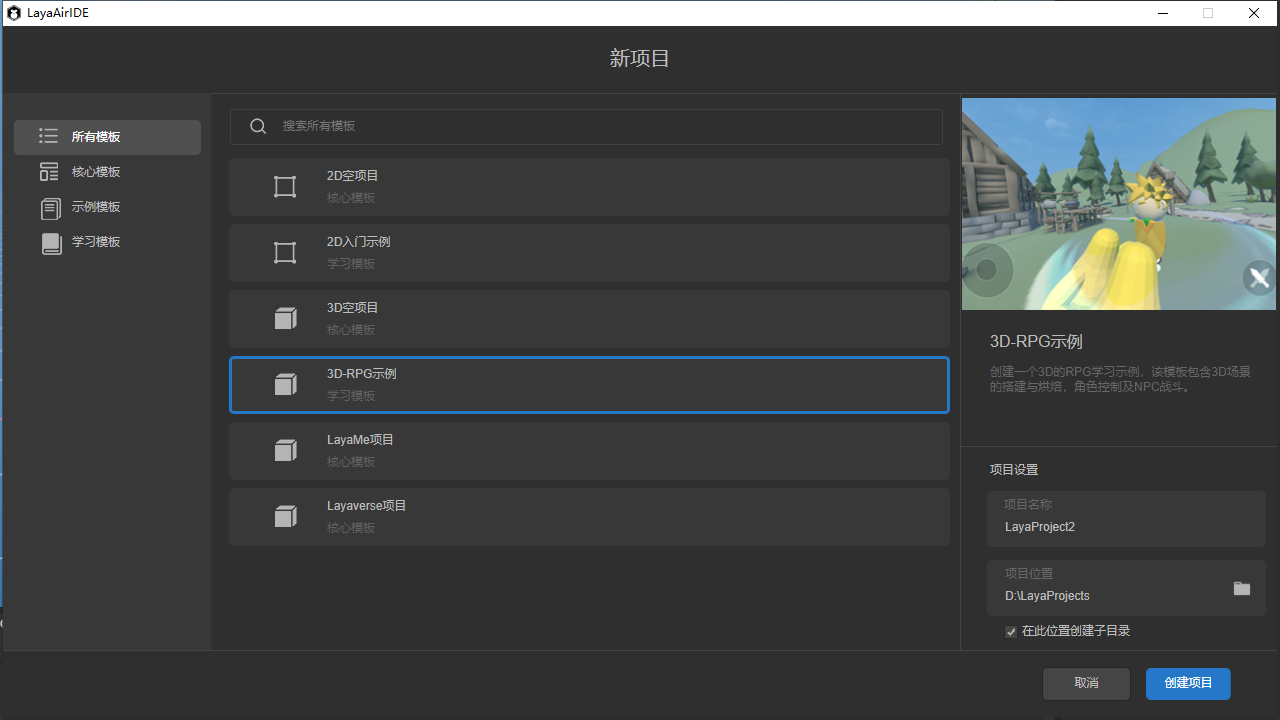 LayaAirIDE
新项目
所有模板
核心模板
示例模板
学习模板
搜索所有模板
2D空项目
核心模板
2D入门示例
学习模板
3D空项目
核心模板
3D-RPG示例
学习模板
LayaMe项目
核心模板
Layaverse项目
核心模板
3D-RPG示例
创建一个3D的RPG学习示例，该模板包含3D场景
的搭建与烘焙，角色控制及NPC战斗。
项目设置
项目名称
LayaProject2
项目位置
D:\LayaProjects
在此位置创建子目录
取消
创建项目